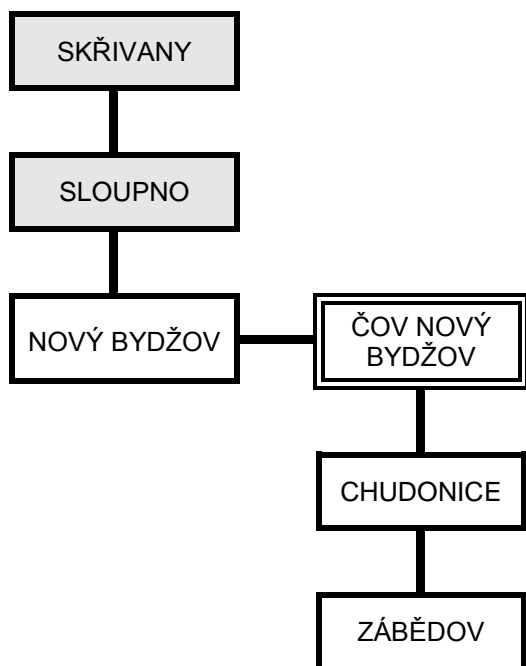 SKŘIVANY
SLOUPNO
NOVÝ BYDŽOV
ČOV NOVÝ
BYDŽOV
CHUDONICE
ZÁBĚDOV